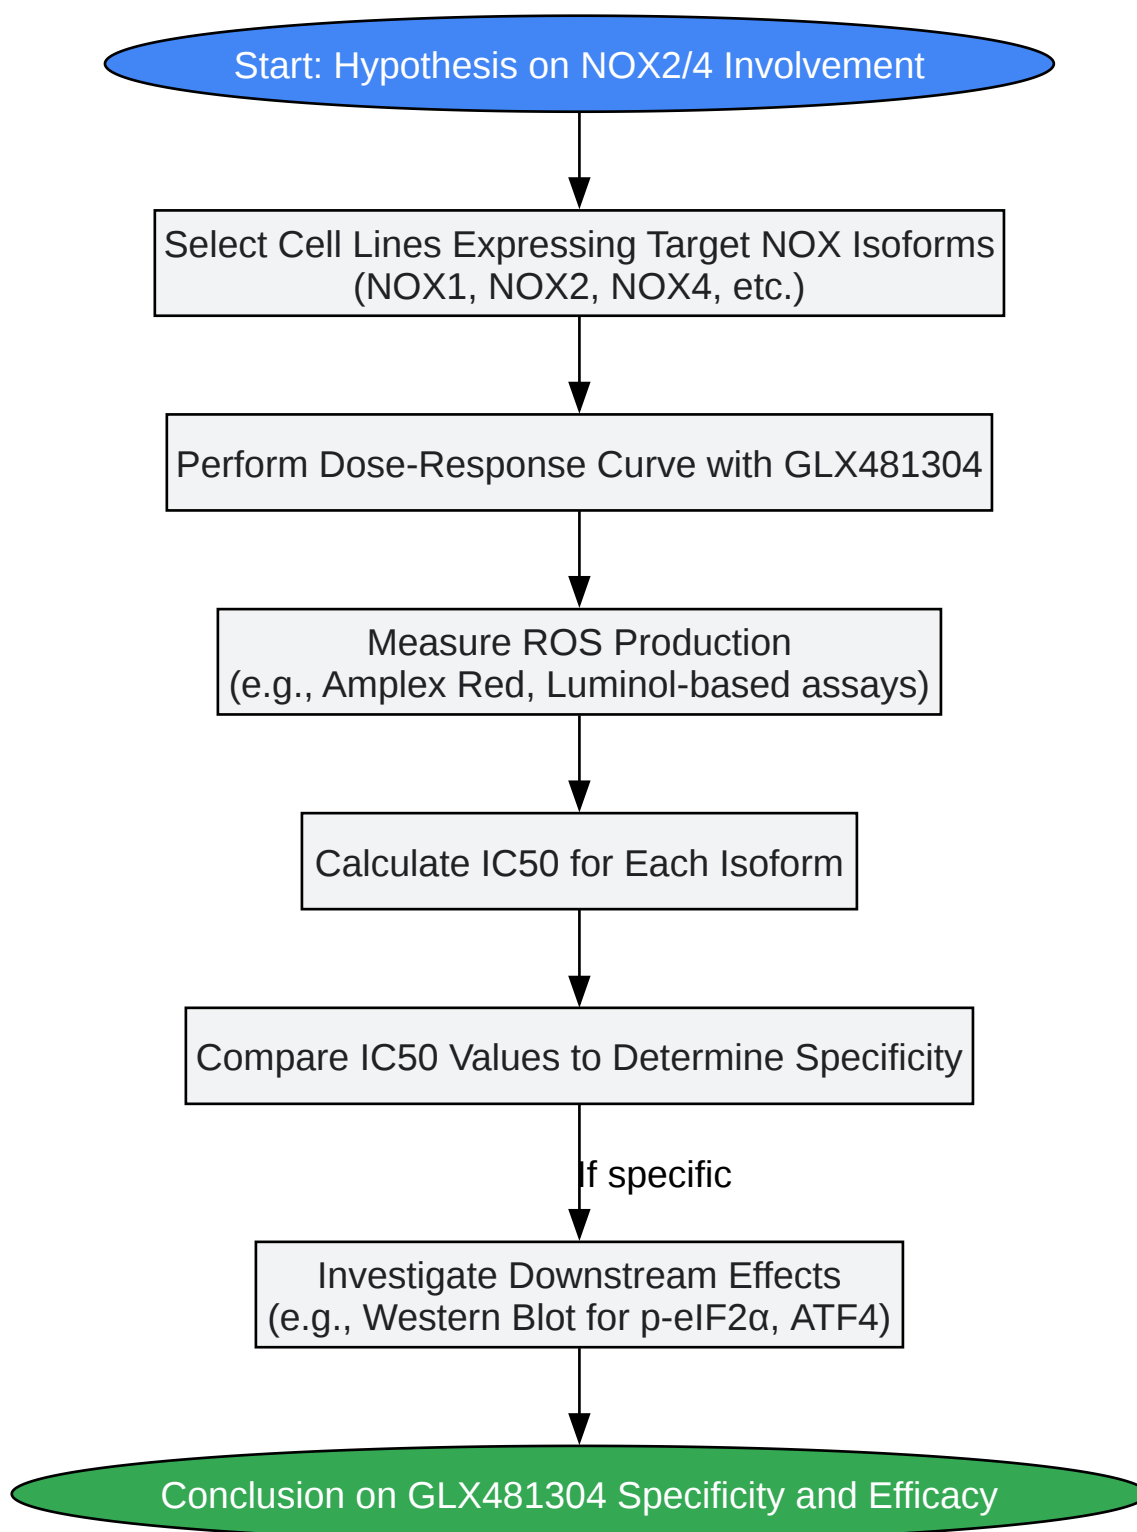 Start: Hypothesis on NOX2/4 Involvement
Select Cell Lines Expressing Target NOX Isoforms
(NOX1, NOX2, NOX4, etc.)
Perform Dose-Response Curve with GLX481304
Measure ROS Production
(e.g., Amplex Red, Luminol-based assays)
Calculate IC50 for Each Isoform
Compare IC50 Values to Determine Specificity
If specific
Investigate Downstream Effects
(e.g., Western Blot for p-eIF2α, ATF4)
Conclusion on GLX481304 Specificity and Efficacy